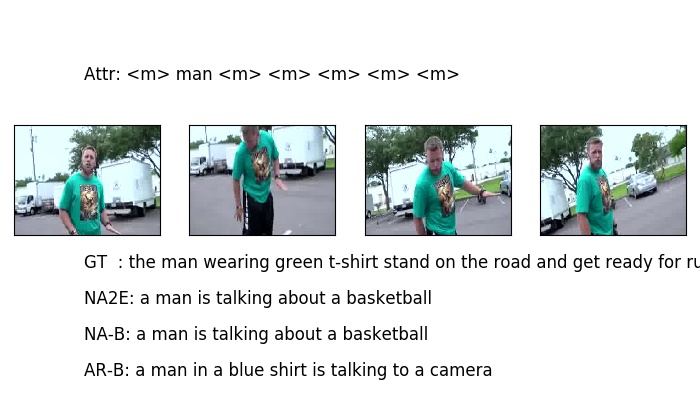 Attr: <m> man <m> <m> <m> <m> <m>
GT : the man wearing green t-shirt stand on the road and get ready for
NA2E: a man is talking about a basketball
NA-B: a man is talking about a basketball
AR-B: a man in a blue shirt is talking to a camera